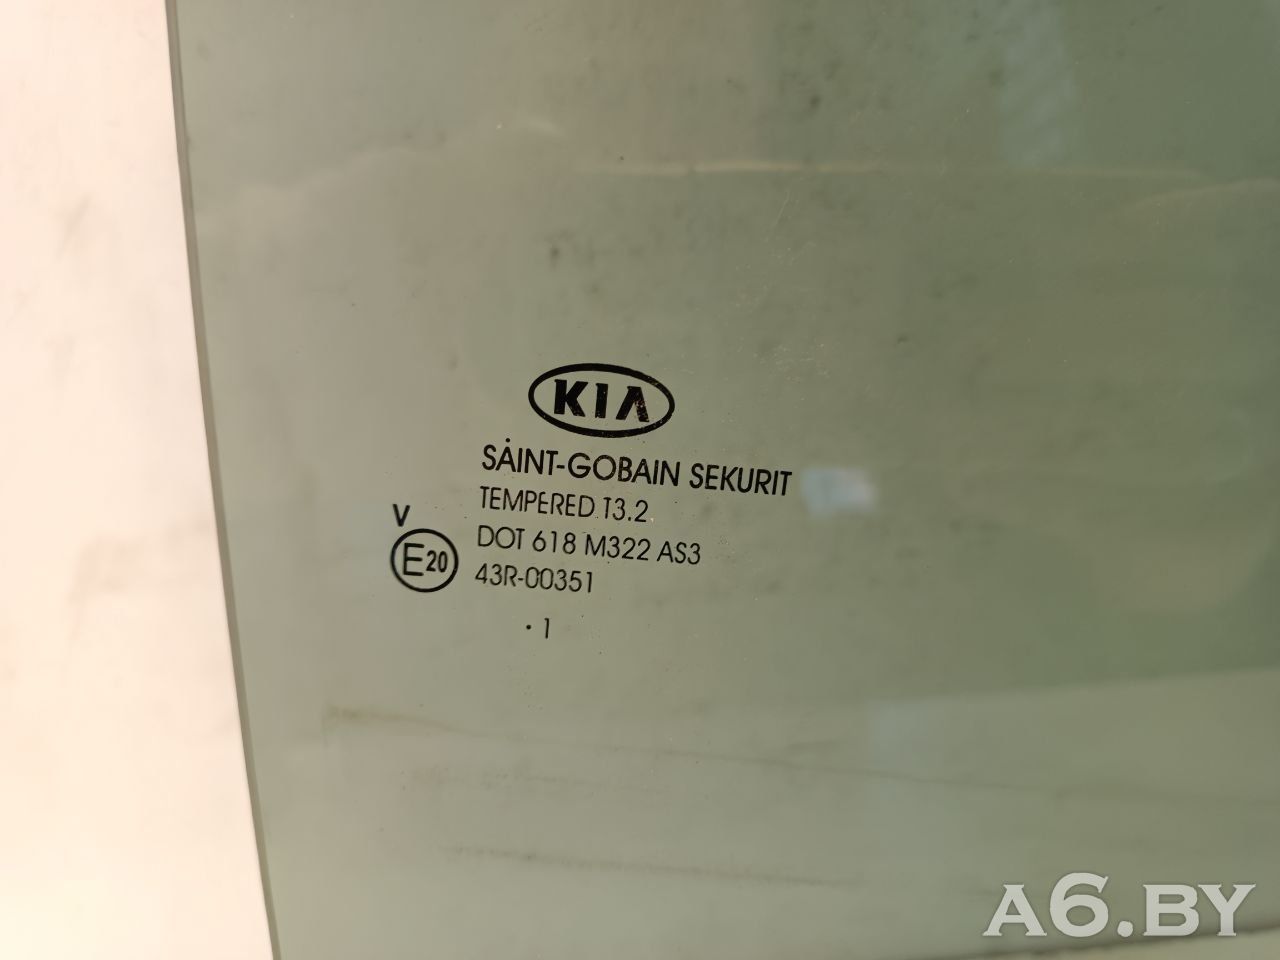 KIA
SAINT-GOBAIN SEKURIT
TEMPERED T3.2
V
DOT 618 M322 AS3
E20
43R-00351
· 1
A6.BY